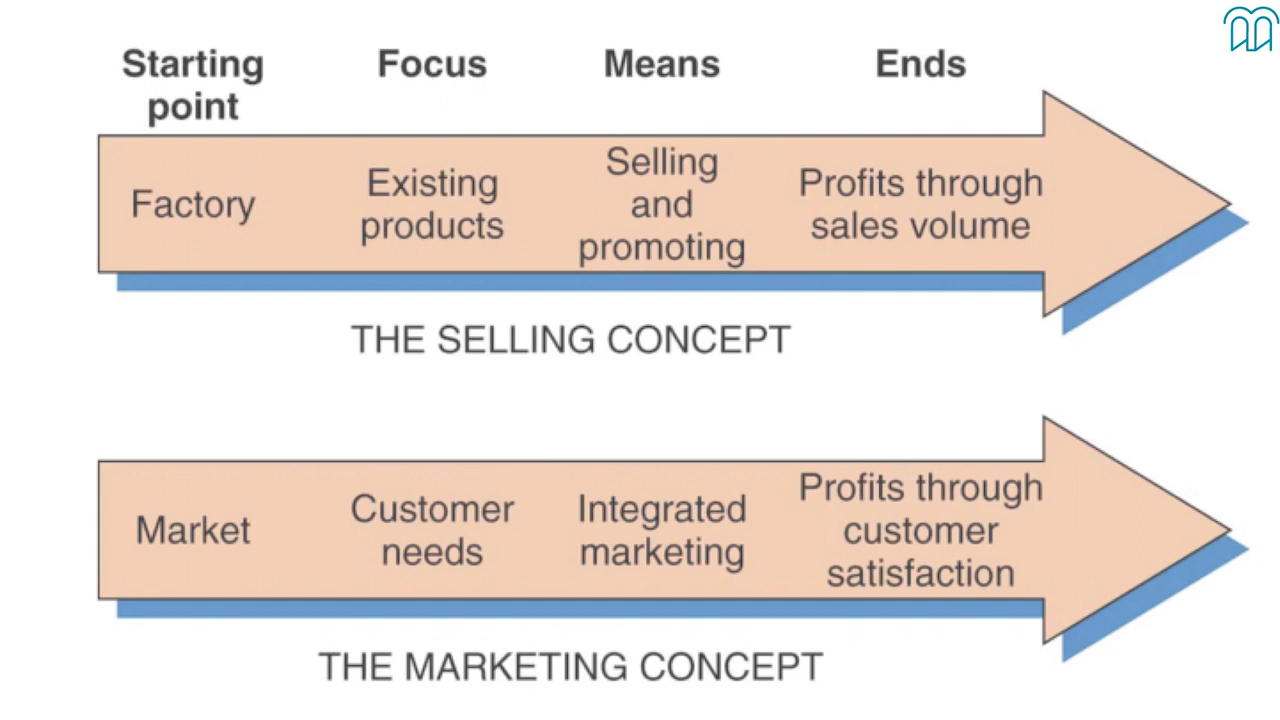 Starting
point
Focus
Means
Ends
Factory
Existing
products
Selling
and
promoting
Profits through
sales volume
THE SELLING CONCEPT
Market
Customer
needs
Integrated
marketing
Profits through
customer
satisfaction
THE MARKETING CONCEPT